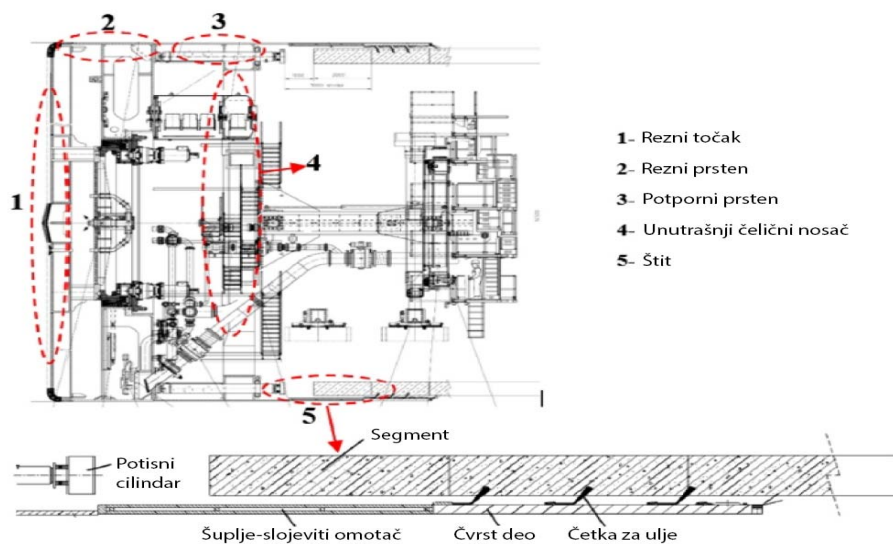 2
3
1
4
1- Rezni točak
2- Rezni prsten
3- Potporni prsten
4- Unutrašnji čelični nosač
5- Štit
5
Segment
Potisni
cilindar
Šuplje-slojeviti omotač
Čvrst deo
Četka za ulje